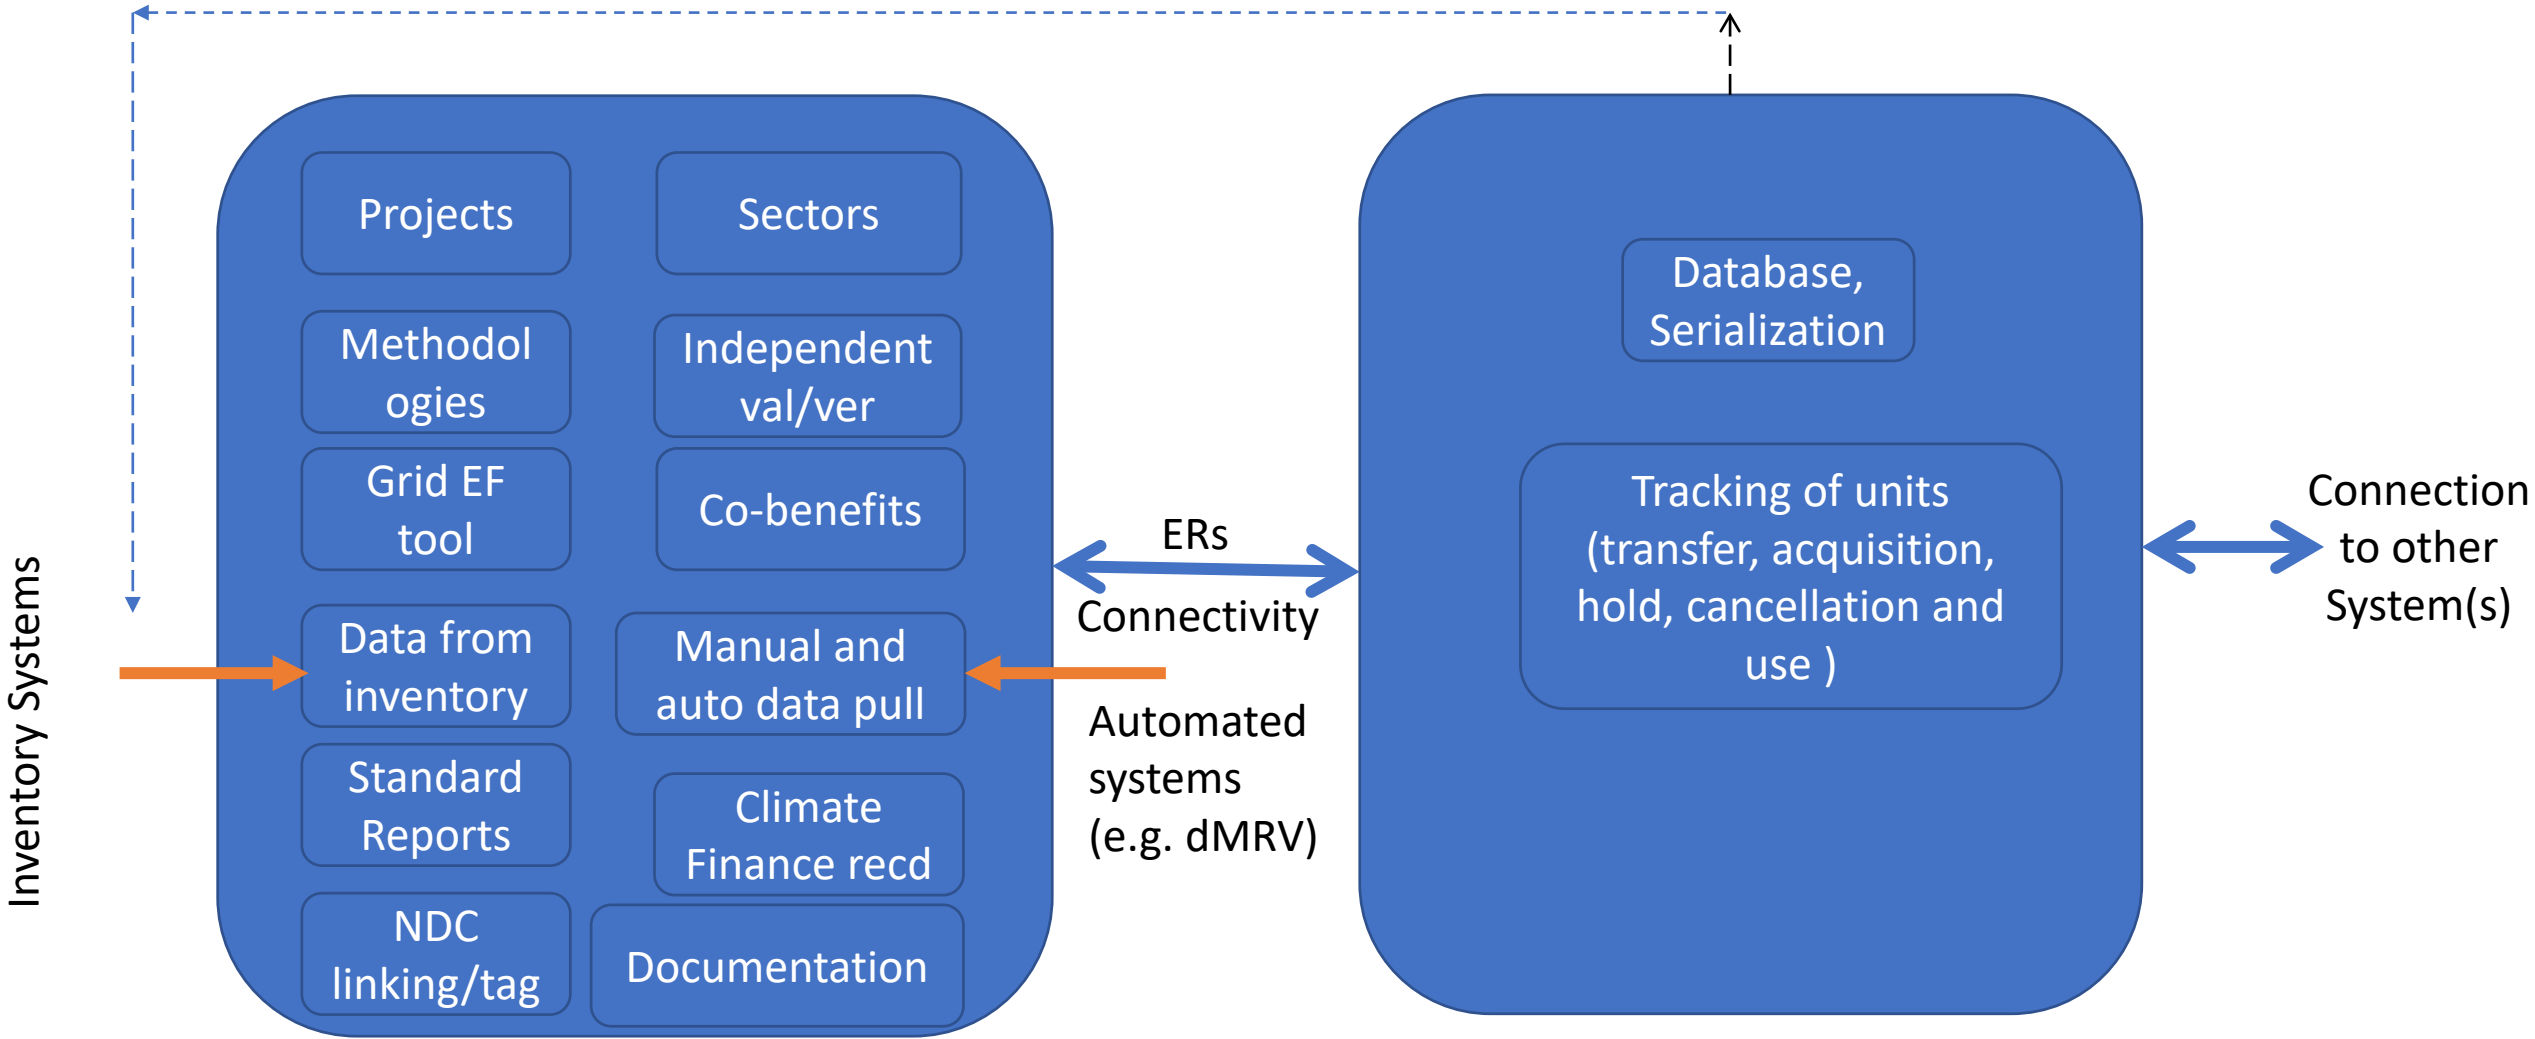 Inventory Systems
Projects
Sectors
Methodol
ogies
Independent
val/ver
Grid EF
tool
Co-benefits
Data from
inventory
Manual and
auto data pull
Standard
Reports
Climate
Finance recd
NDC
linking/tag
Documentation
ERs
Connectivity
Automated
systems
(e.g. dMRV)
Database,
Serialization
Tracking of units
(transfer, acquisition,
hold, cancellation and
use )
Connection
to other
System(s)